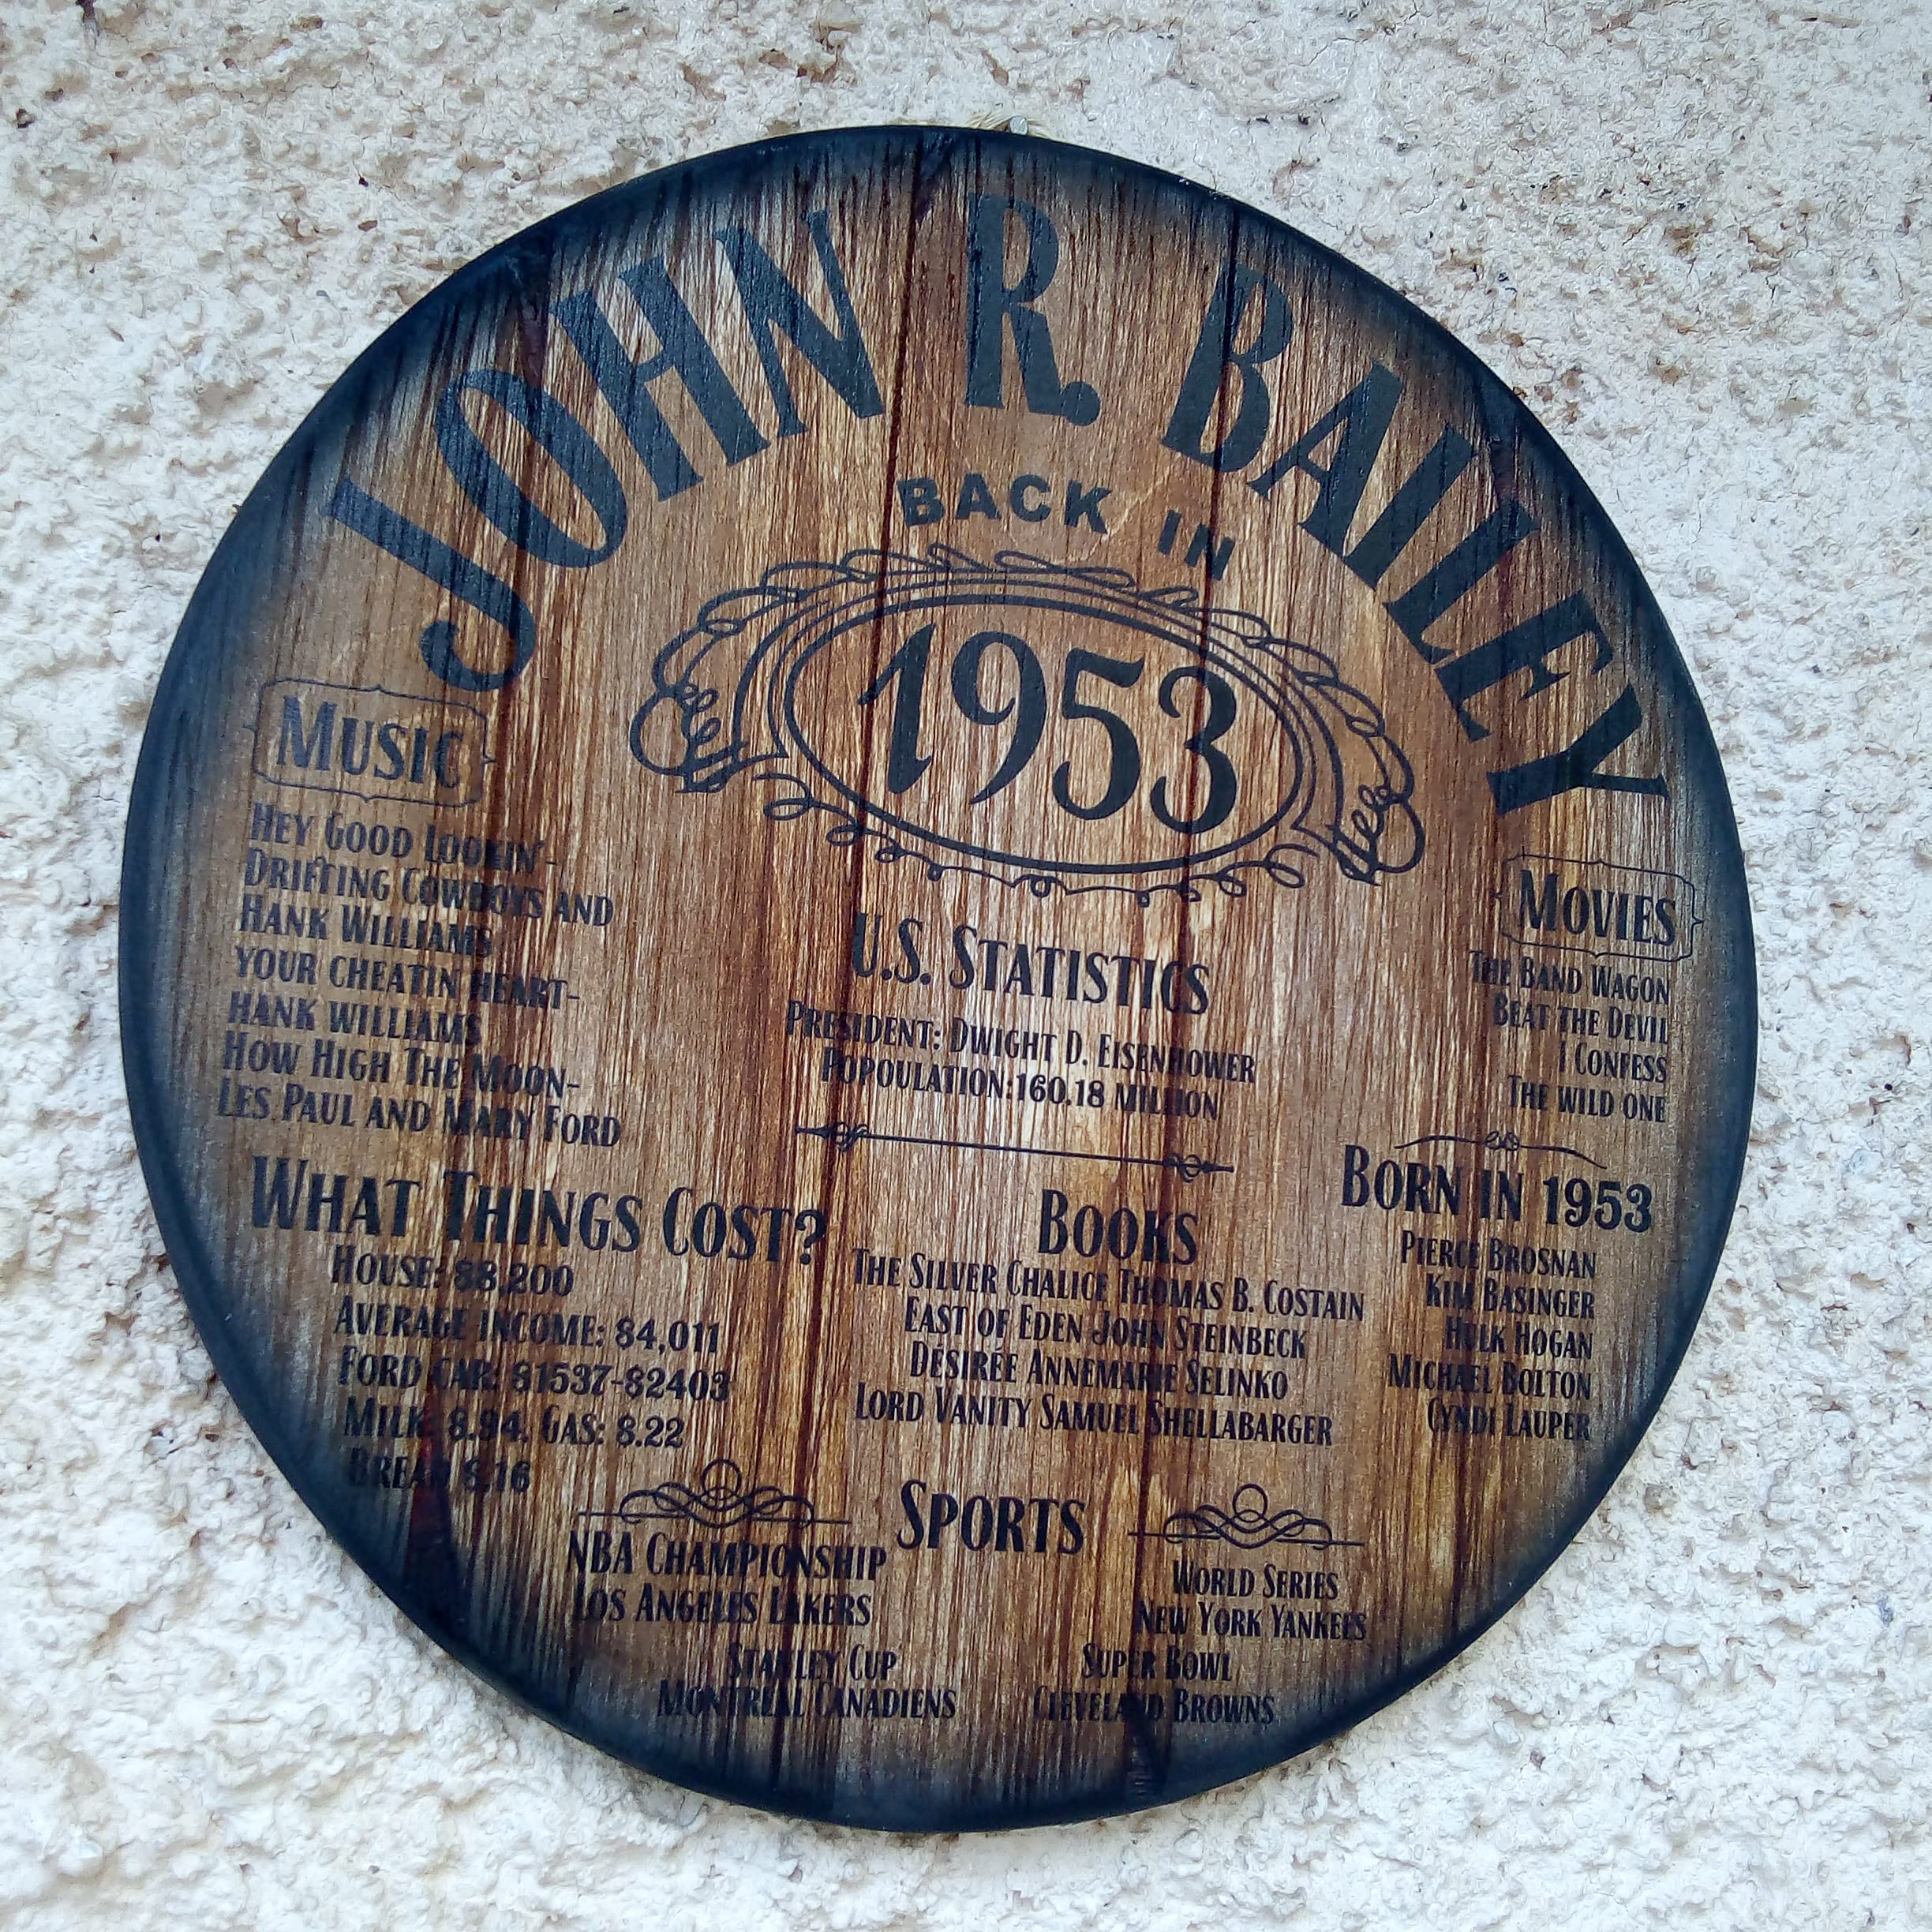 JOHN R. BAILEY
BACK IN
1953
MUSIC
HEY GOOD LOOKIN'-
DRIFTING COWBOYS AND
HANK WILLIAMS
YOUR CHEATIN HEART-
HANK WILLIAMS
HOW HIGH THE MOON-
LES PAUL AND MARY FORD
WHAT THINGS COST?
HOUSE: $8,200
AVERAGE INCOME: $4,011
FORD CAR: $1537-$2403
MILK: $.94. GAS: $.22
BREAD $.16
U.S. STATISTICS
PRESIDENT: DWIGHT D. EISENHOWER
POPOULATION:160.18 MILLION
BOOKS
THE SILVER CHALICE THOMAS B. COSTAIN
EAST OF EDEN JOHN STEINBECK
DÉSIRÉE ANNEMARIE SELINKO
LORD VANITY SAMUEL SHELLABARGER
MOVIES
THE BAND WAGON
BEAT THE DEVIL
I CONFESS
THE WILD ONE
BORN IN 1953
PIERCE BROSNAN
KIM BASINGER
HULK HOGAN
MICHAEL BOLTON
CYNDI LAUPER
SPORTS
NBA CHAMPIONSHIP
LOS ANGELES LAKERS
STANLEY CUP
MONTREAL CANADIENS
WORLD SERIES
NEW YORK YANKEES
SUPER BOWL
CLEVELAND BROWNS